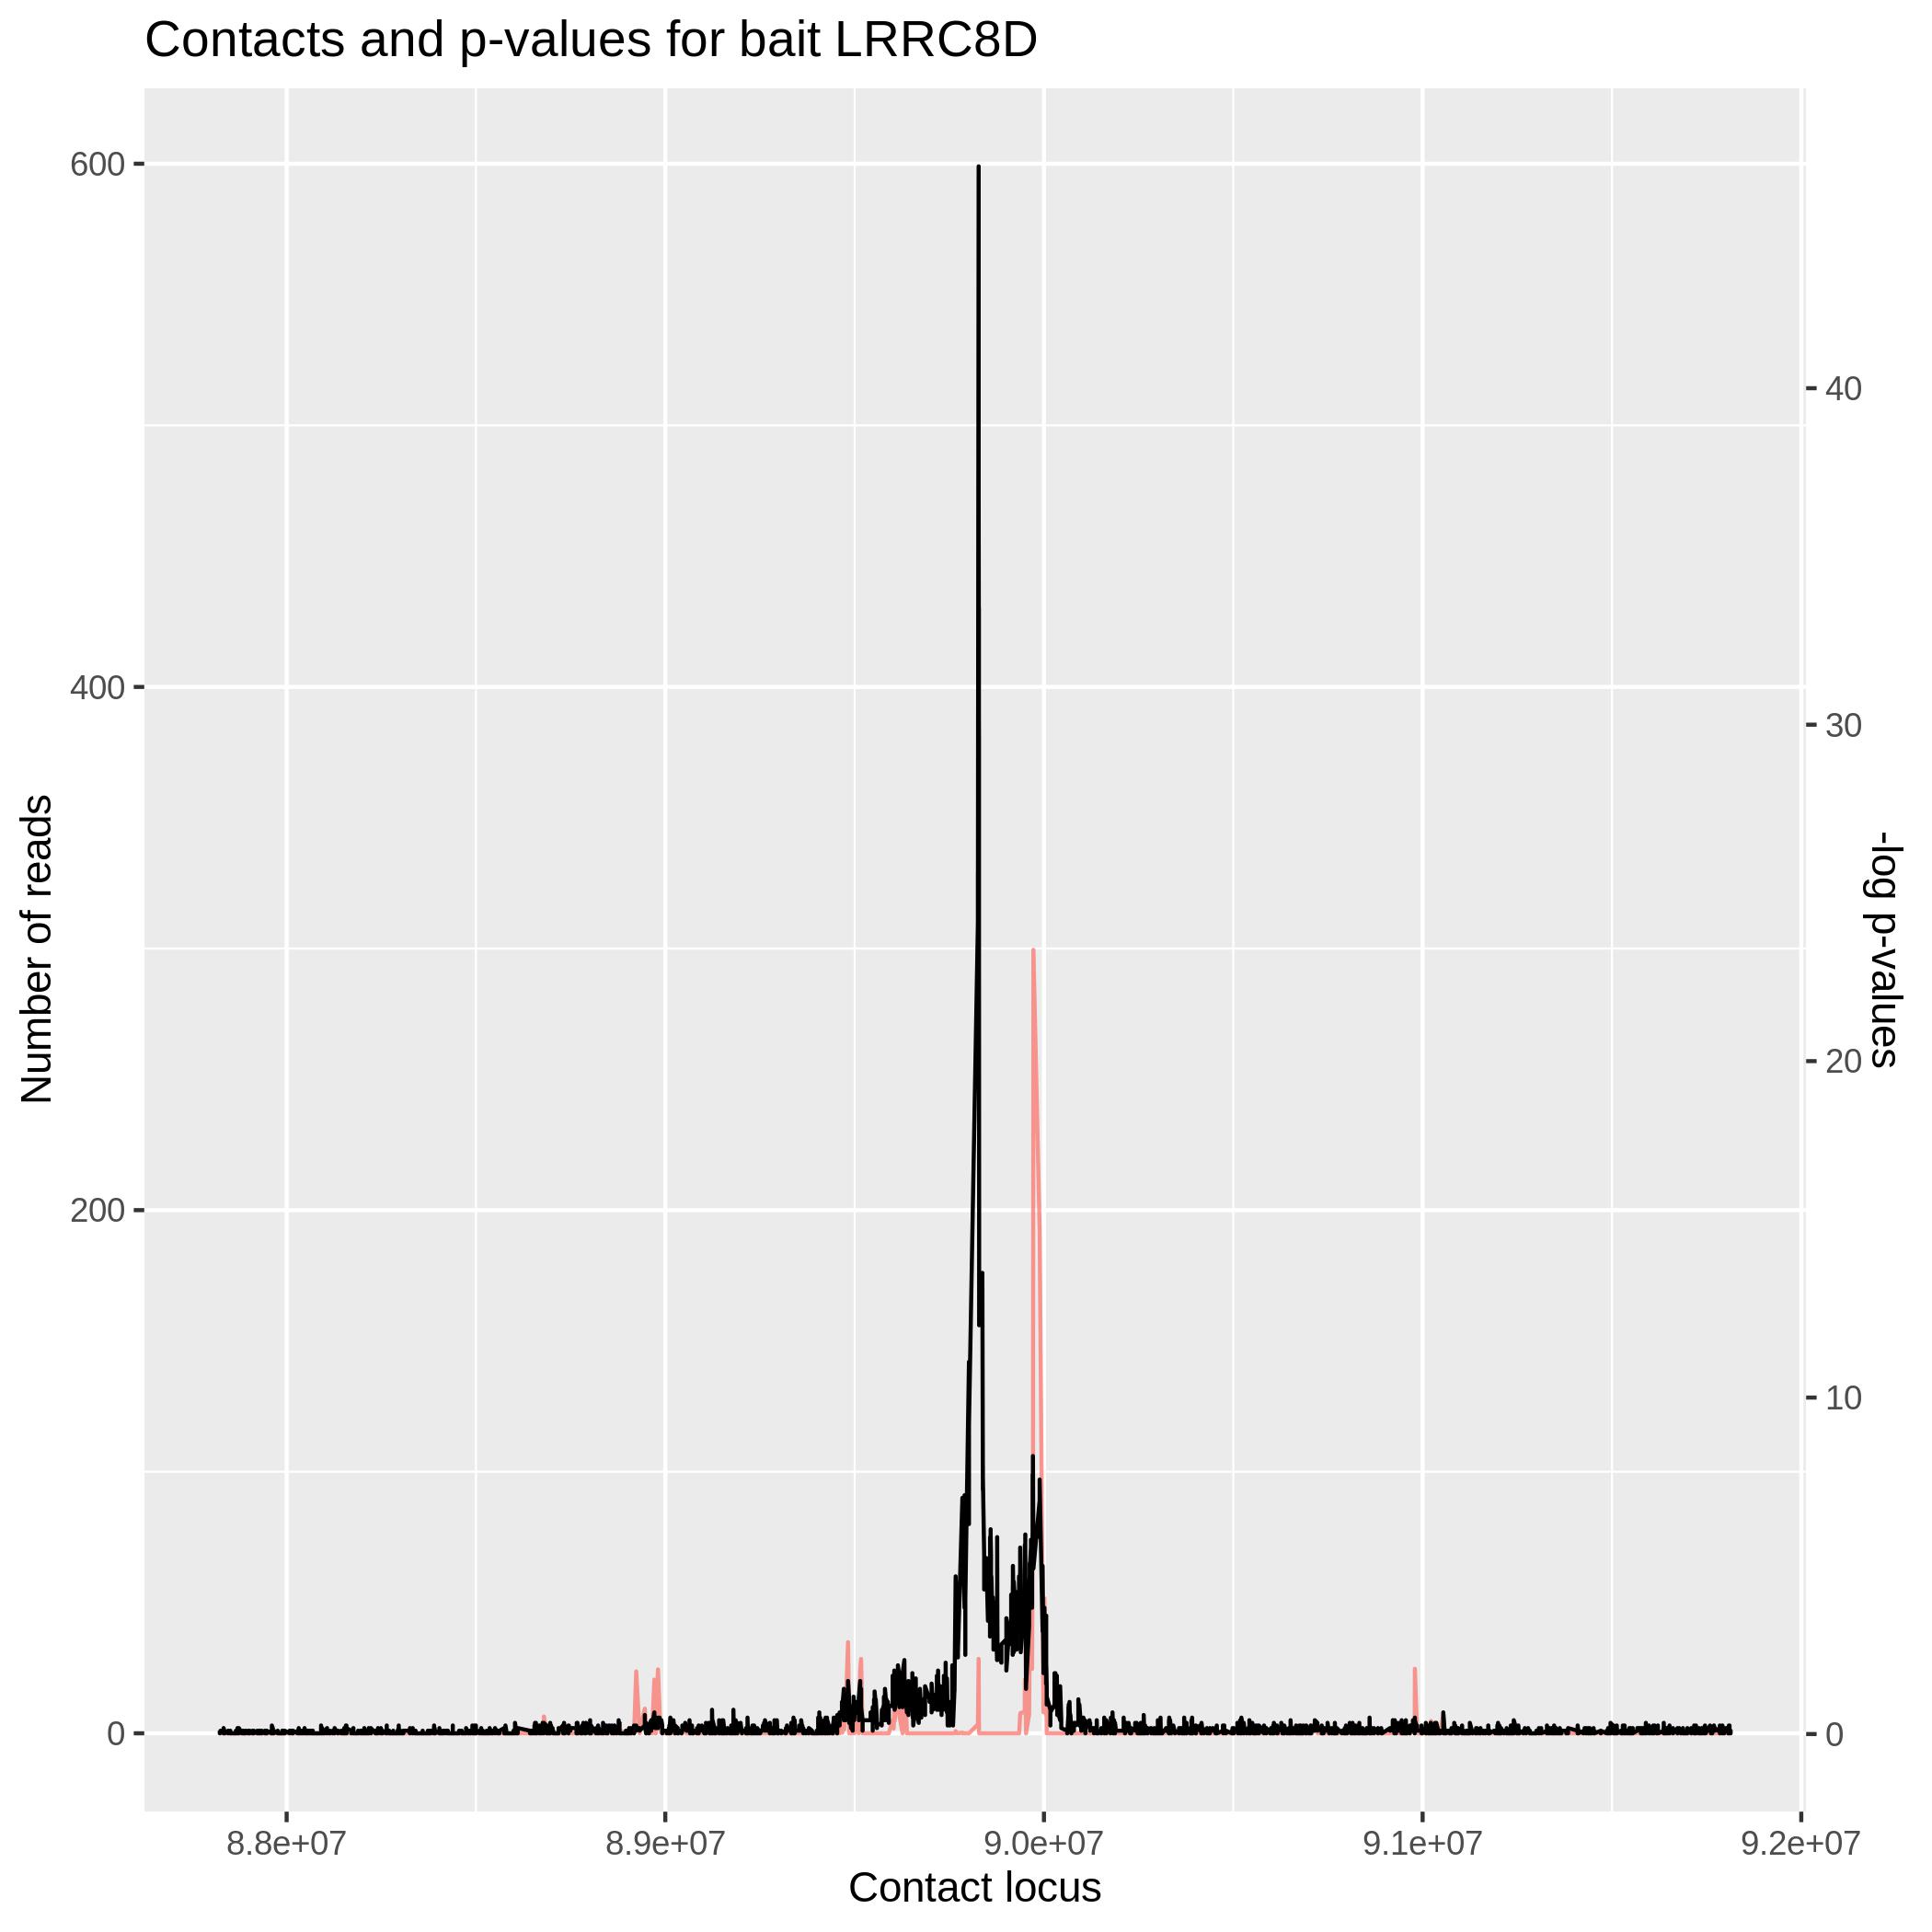 Contacts and p-values for bait LRRC8D
600
400
200
0
Number of reads
40
30
20
10
0
-log p-values
8.8e+07
8.9e+07
9.0e+07
9.1e+07
9.2e+07
Contact locus